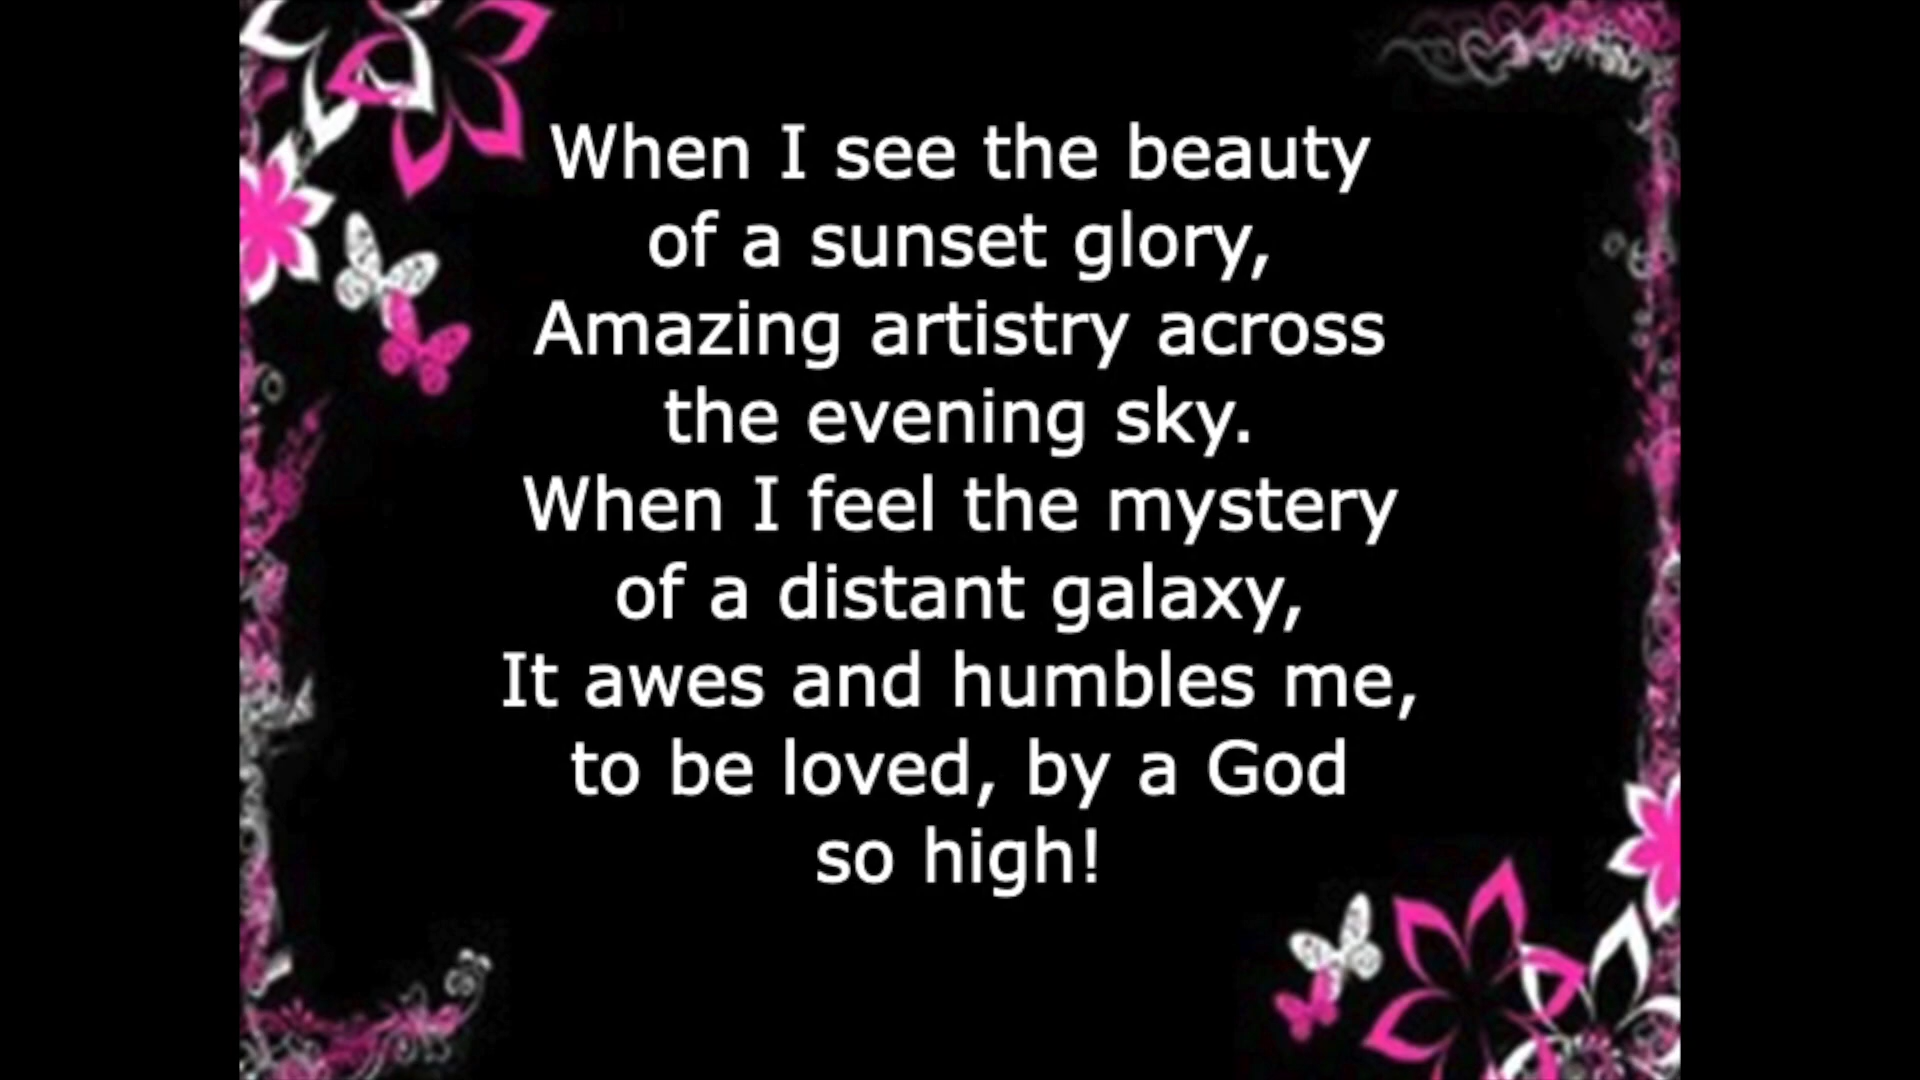 When I see the beauty
of a sunset glory,
Amazing artistry across
the evening sky.
When I feel the mystery
of a distant galaxy,
It awes and humbles me,
to be loved, by a God
so high!